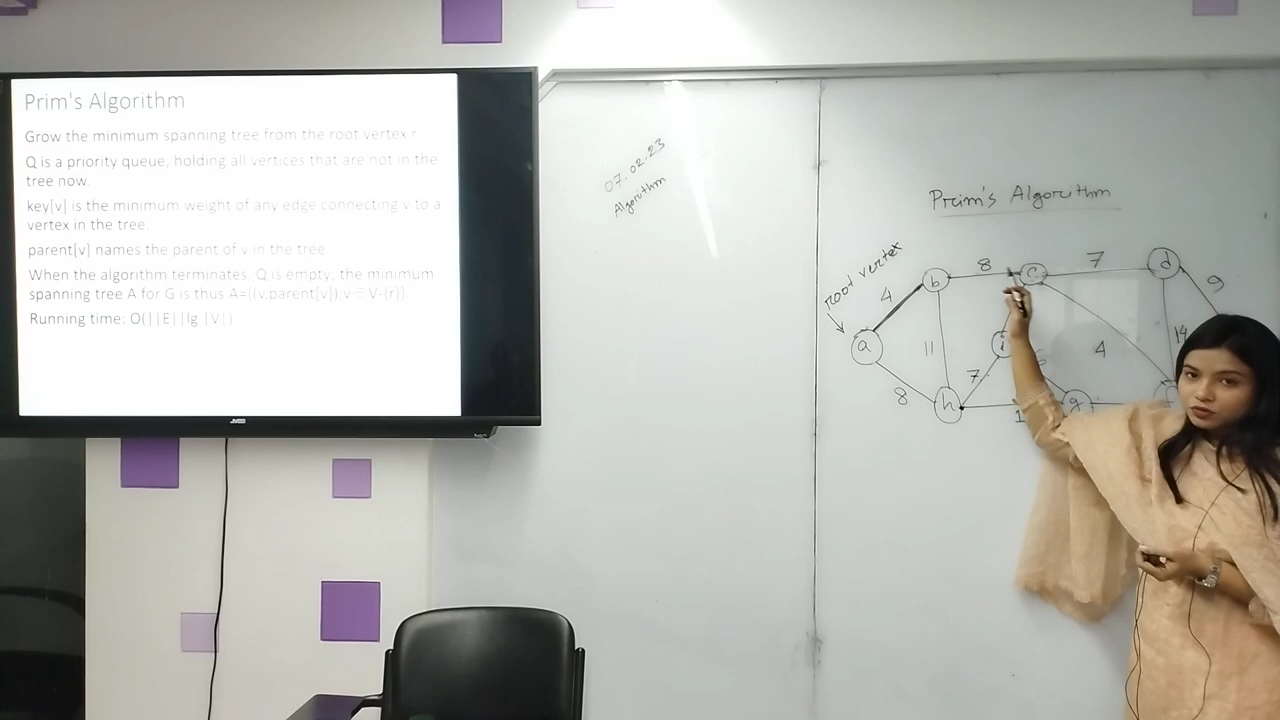 Prim's Algorithm
Grow the minimum spanning tree from the root vertex r
Q is a priority queue, holding all vertices that are not in the
tree now.
key[v] is the minimum weight of any edge connecting v to a
vertex in the tree.
parent[v] names the parent of v in the tree
When the algorithm terminates, Q is empty; the minimum
spanning tree A for G is thus A={(v,parent[v]):v∈V-{r}}.
Running time: O(||E||lg |V|)
JVCO
07.02.23
Algorithm
Prim's Algorithm
root vertex
4
b
8
c
7
d
9
a
11
i
4
14
8
7
h
1
g